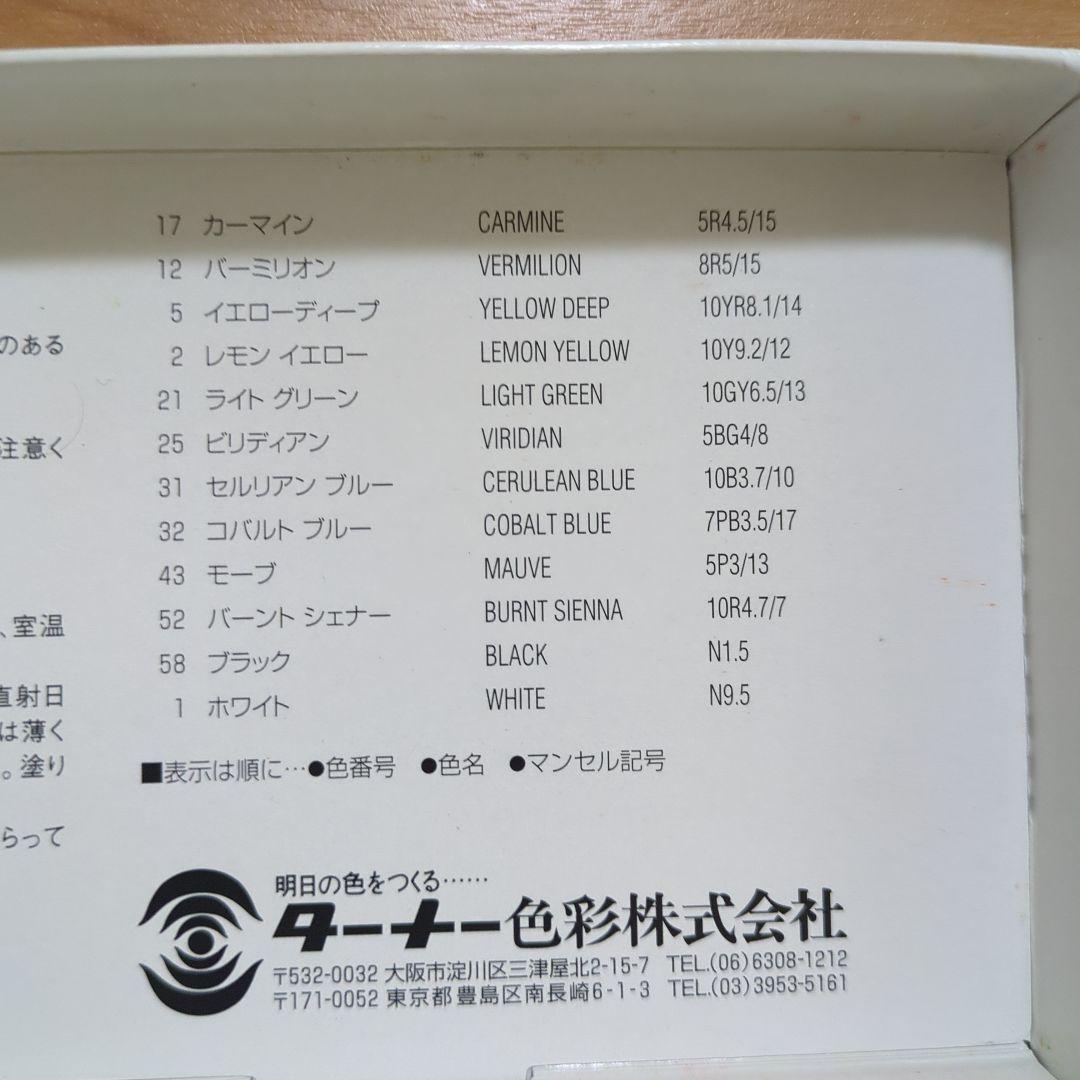 のある
注意く
、室温
直射日
は薄く
。塗り
らって
17 カーマイン CARMINE 5R4.5/15
12 バーミリオン VERMILION 8R5/15
5 イエローディープ YELLOW DEEP 10YR8.1/14
2 レモン イエロー LEMON YELLOW 10Y9.2/12
21 ライト グリーン LIGHT GREEN 10GY6.5/13
25 ビリディアン VIRIDIAN 5BG4/8
31 セルリアン ブルー CERULEAN BLUE 10B3.7/10
32 コバルト ブルー COBALT BLUE 7PB3.5/17
43 モーブ MAUVE 5P3/13
52 バーント シェナー BURNT SIENNA 10R4.7/7
58 ブラック BLACK N1.5
1 ホワイト WHITE N9.5
■表示は順に…●色番号 ●色名 ●マンセル記号
明日の色をつくる……
ターナー色彩株式会社
〒532-0032 大阪市淀川区三津屋北2-15-7 TEL.(06)6308-1212
〒171-0052 東京都豊島区南長崎6-1-3 TEL.(03)3953-5161